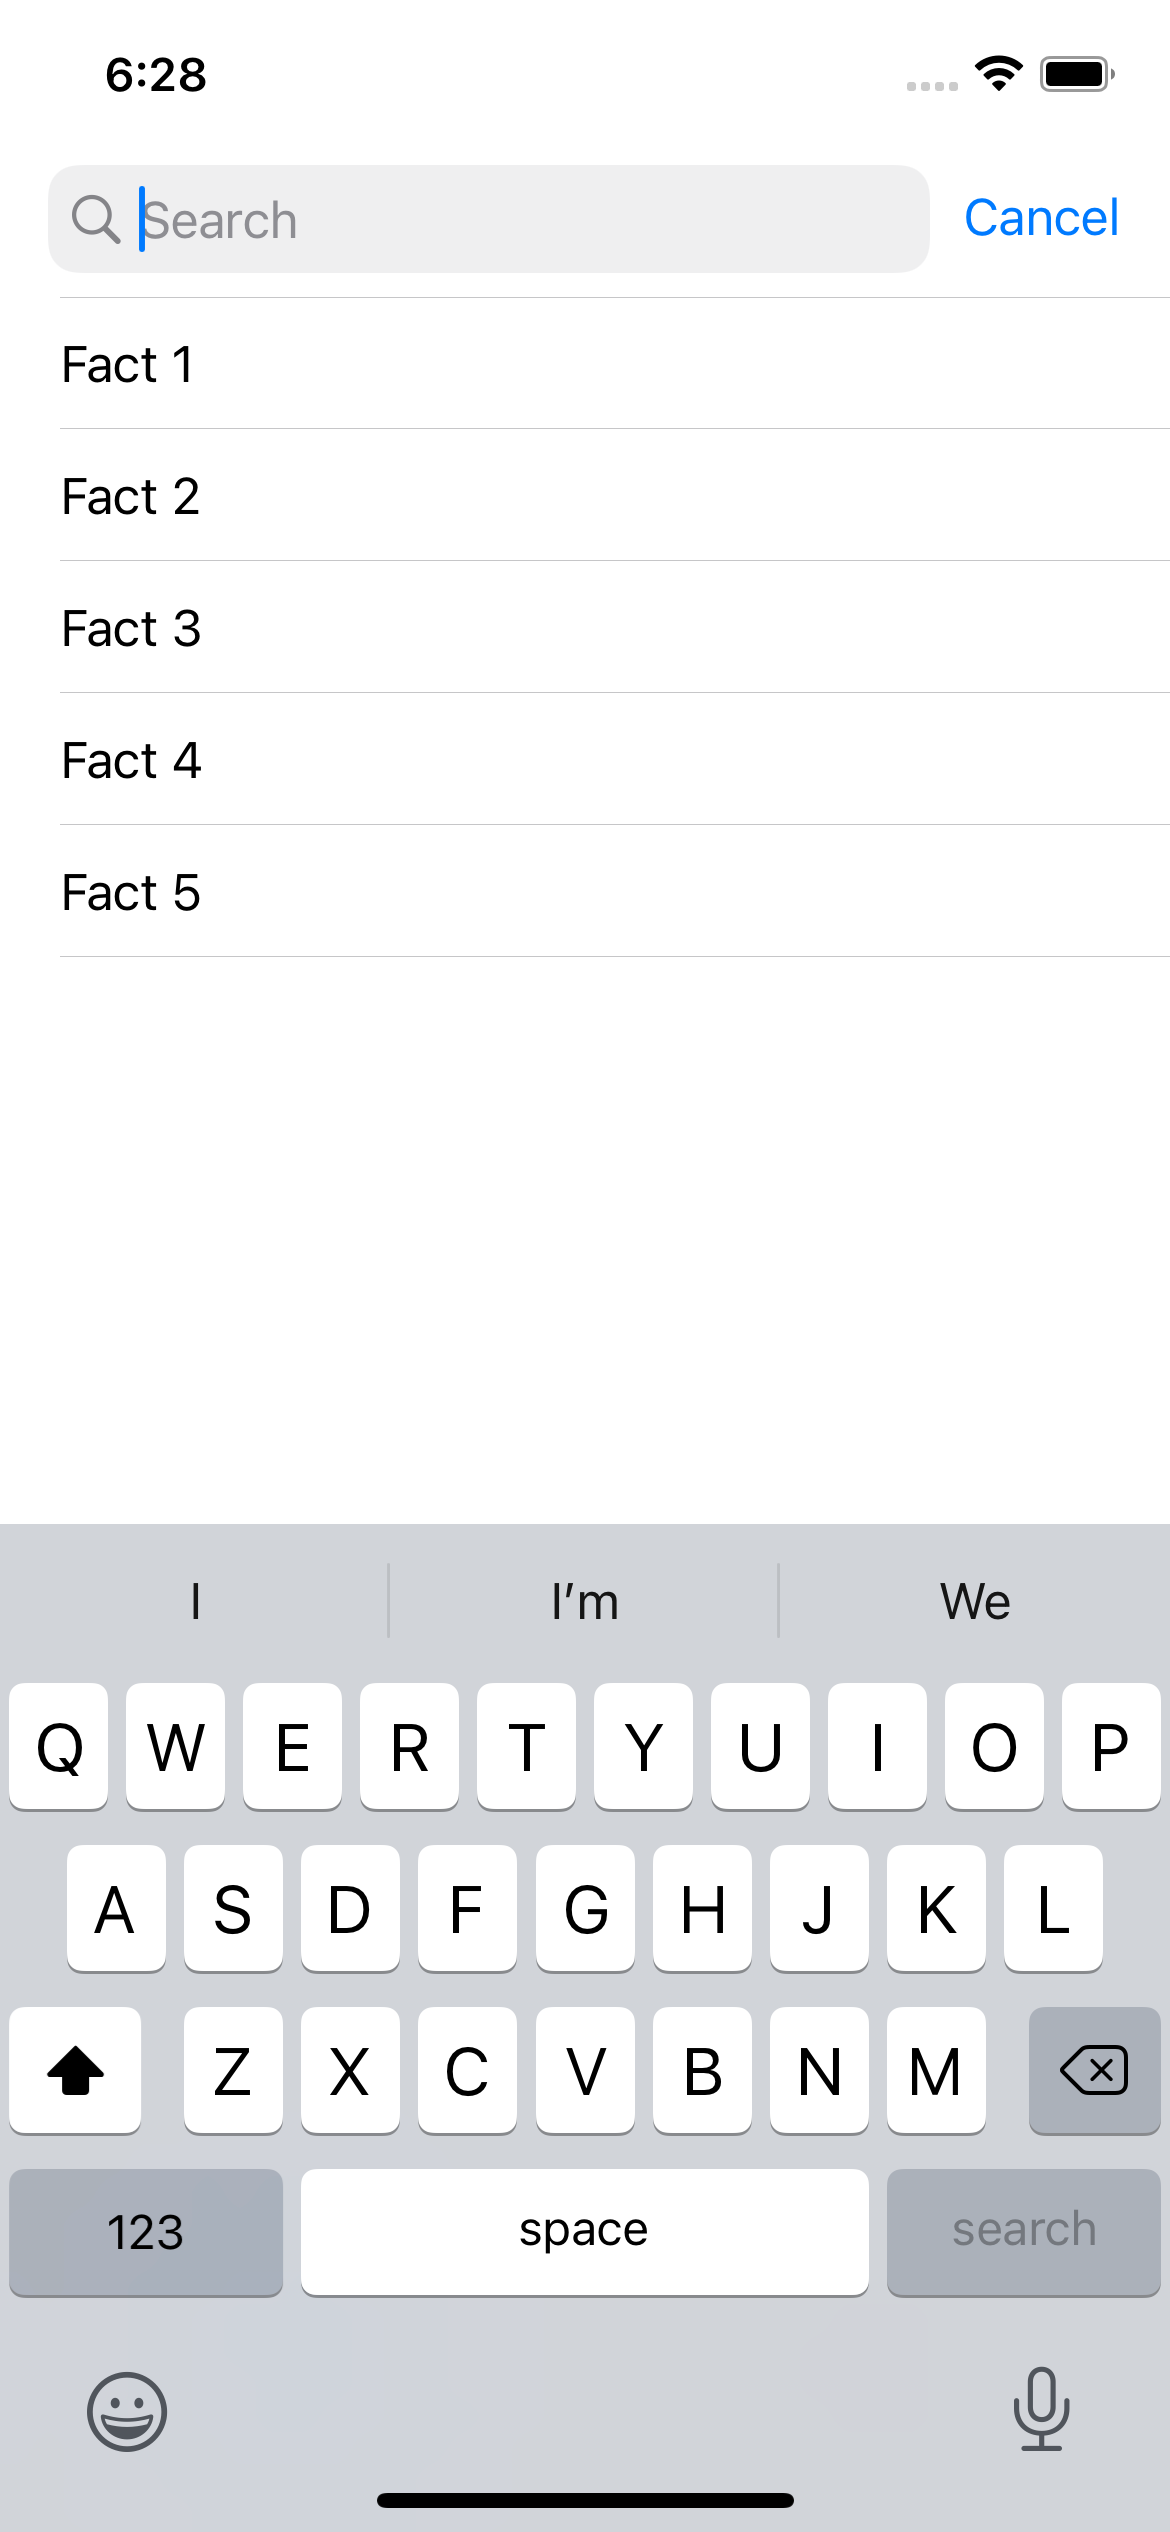 6:28
Search Cancel
Fact 1
Fact 2
Fact 3
Fact 4
Fact 5
I I’m We
Q W E R T Y U I O P
A S D F G H J K L
Z X C V B N M
123 space search